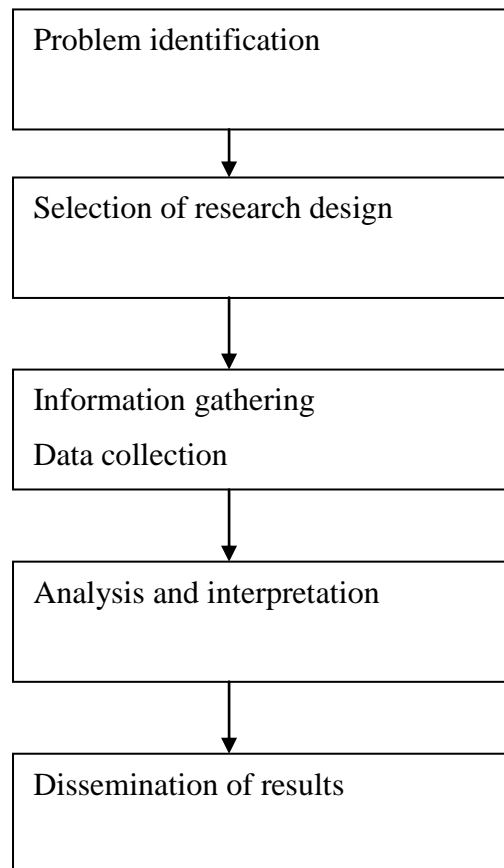 Problem identification
Selection of research design
Information gathering
Data collection
Analysis and interpretation
Dissemination of results